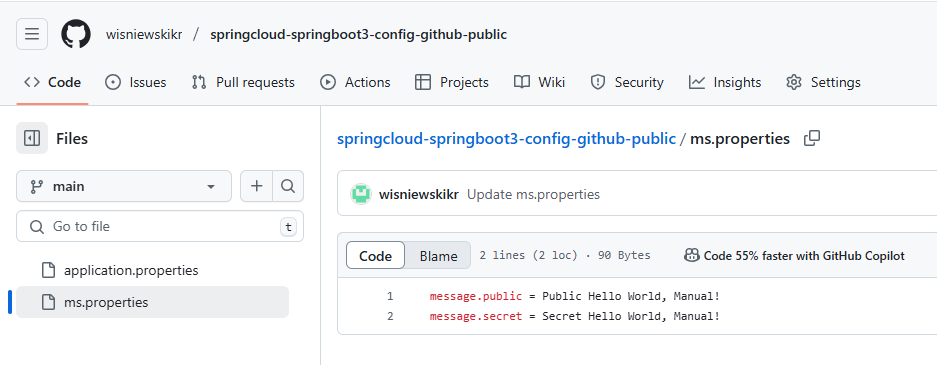 wisniewskikr / springcloud-springboot3-config-github-public
Code Issues Pull requests Actions Projects Wiki Security Insights Settings
Files
main
Go to file t
application.properties
ms.properties
springcloud-springboot3-config-github-public / ms.properties
wisniewskikr Update ms.properties
Code Blame 2 lines (2 loc) · 90 Bytes Code 55% faster with GitHub Copilot
1 message.public = Public Hello World, Manual!
2 message.secret = Secret Hello World, Manual!